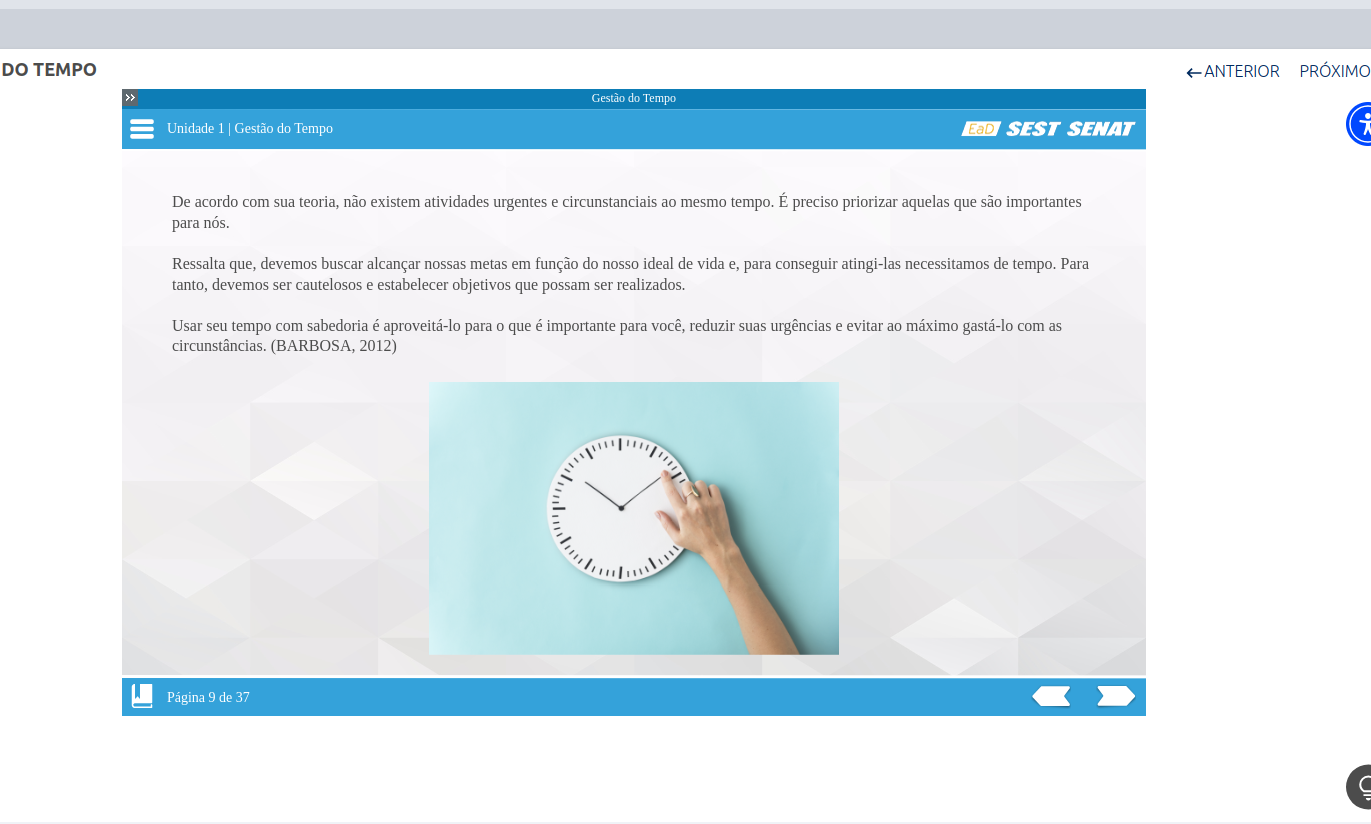 DO TEMPO
ANTERIOR
PRÓXIMO
Gestão do Tempo
Unidade 1 | Gestão do Tempo
EaD SEST SENAT
De acordo com sua teoria, não existem atividades urgentes e circunstanciais ao mesmo tempo. É preciso priorizar aquelas que são importantes
para nós.
Ressalta que, devemos buscar alcançar nossas metas em função do nosso ideal de vida e, para conseguir atingi-las necessitamos de tempo. Para
tanto, devemos ser cautelosos e estabelecer objetivos que possam ser realizados.
Usar seu tempo com sabedoria é aproveitá-lo para o que é importante para você, reduzir suas urgências e evitar ao máximo gastá-lo com as
circunstâncias. (BARBOSA, 2012)
Página 9 de 37